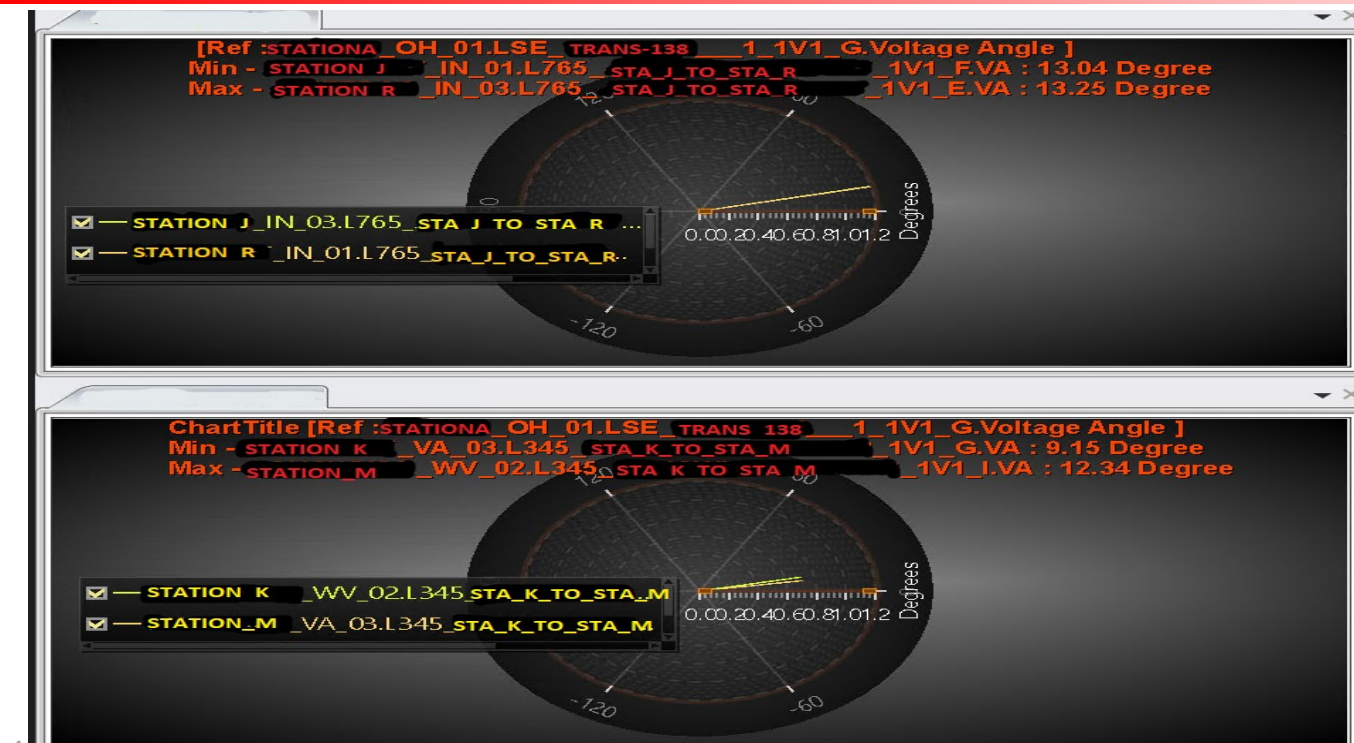 [Ref :STATIONA_OH_01.LSE_TRANS-138___1_1V1_G.Voltage Angle ]
Min - STATION J _IN_01.L765_STA_J_TO_STA_R _1V1_F.VA : 13.04 Degree
Max - STATION R _IN_03.L765_STA_J_TO_STA_R _1V1_E.VA : 13.25 Degree
Degrees
STATION J_IN_03.L765_STA J TO STA R ...
0.00.20.40.60.81.01.2
STATION R _IN_01.L765_STA_J_TO_STA_R..
-120
-60
ChartTitle [Ref :STATIONA_OH_01.LSE_TRANS 138___1_1V1_G.Voltage Angle ]
Min - STATION K _VA_03.L345_STA_K_TO_STA_M _1V1_G.VA : 9.15 Degree
Max - STATION_M _WV_02.L345_STA K TO STA M _1V1_I.VA : 12.34 Degree
120
Degrees
STATION K _WV_02.L345_STA_K_TO_STA_M
0.00.20.40.60.81.01.2
STATION_M _VA_03.L345_STA_K_TO_STA_M
-120
-60